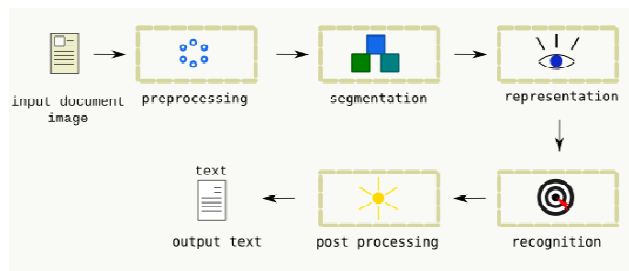 input document
image
preprocessing
segmentation
representation
text
output text
post processing
recognition